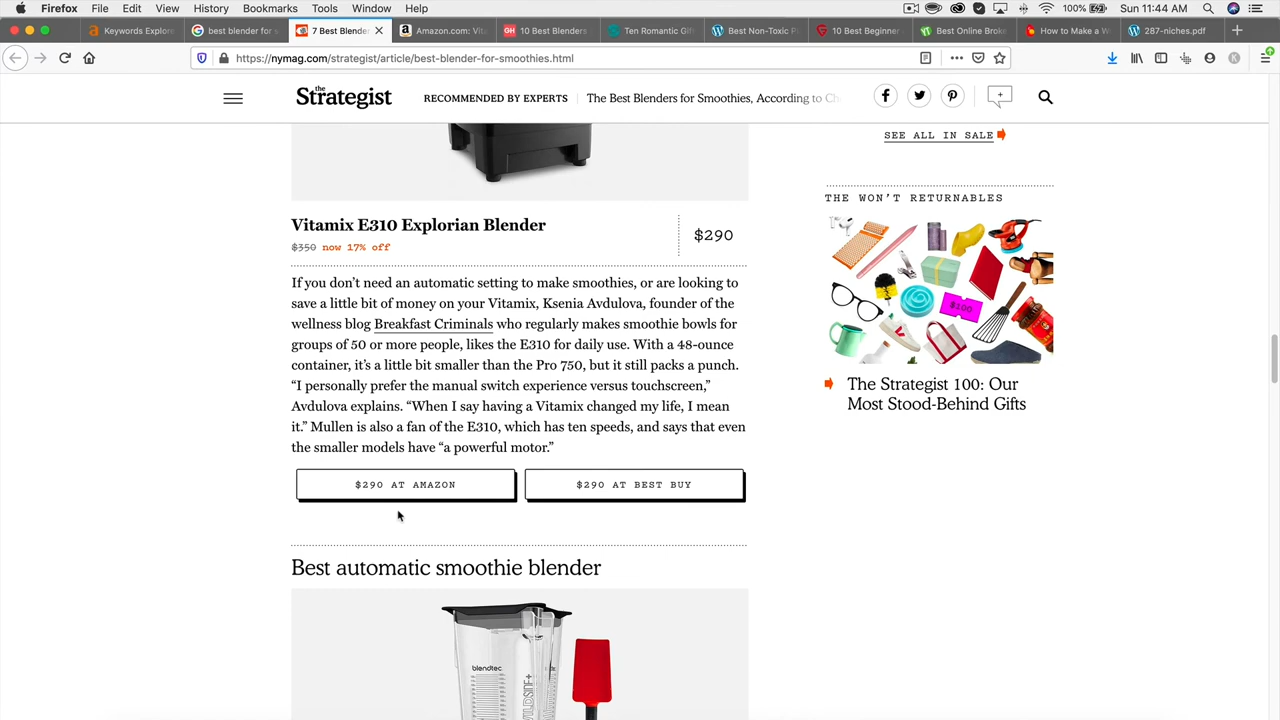 Firefox File Edit View History Bookmarks Tools Window Help 100% Sun 11:44 AM
Keywords Explor best blender for s 7 Best Blender Amazon.com: Vita 10 Best Blenders Ten Romantic Gif Best Non-Toxic P 10 Best Beginner Best Online Broke How to Make a W 287-niches.pdf
https://nymag.com/strategist/article/best-blender-for-smoothies.html
the Strategist RECOMMENDED BY EXPERTS The Best Blenders for Smoothies, According to Ch
SEE ALL IN SALE
Vitamix E310 Explorian Blender
$350 now 17% off
$290
If you don't need an automatic setting to make smoothies, or are looking to
save a little bit of money on your Vitamix, Ksenia Avdulova, founder of the
wellness blog Breakfast Criminals who regularly makes smoothie bowls for
groups of 50 or more people, likes the E310 for daily use. With a 48-ounce
container, it's a little bit smaller than the Pro 750, but it still packs a punch.
“I personally prefer the manual switch experience versus touchscreen,”
Avdulova explains. “When I say having a Vitamix changed my life, I mean
it.” Mullen is also a fan of the E310, which has ten speeds, and says that even
the smaller models have “a powerful motor.”
$290 AT AMAZON $290 AT BEST BUY
Best automatic smoothie blender
blendtec
WILDSIDE+
THE WON'T RETURNABLES
$100
The Strategist 100: Our
Most Stood-Behind Gifts